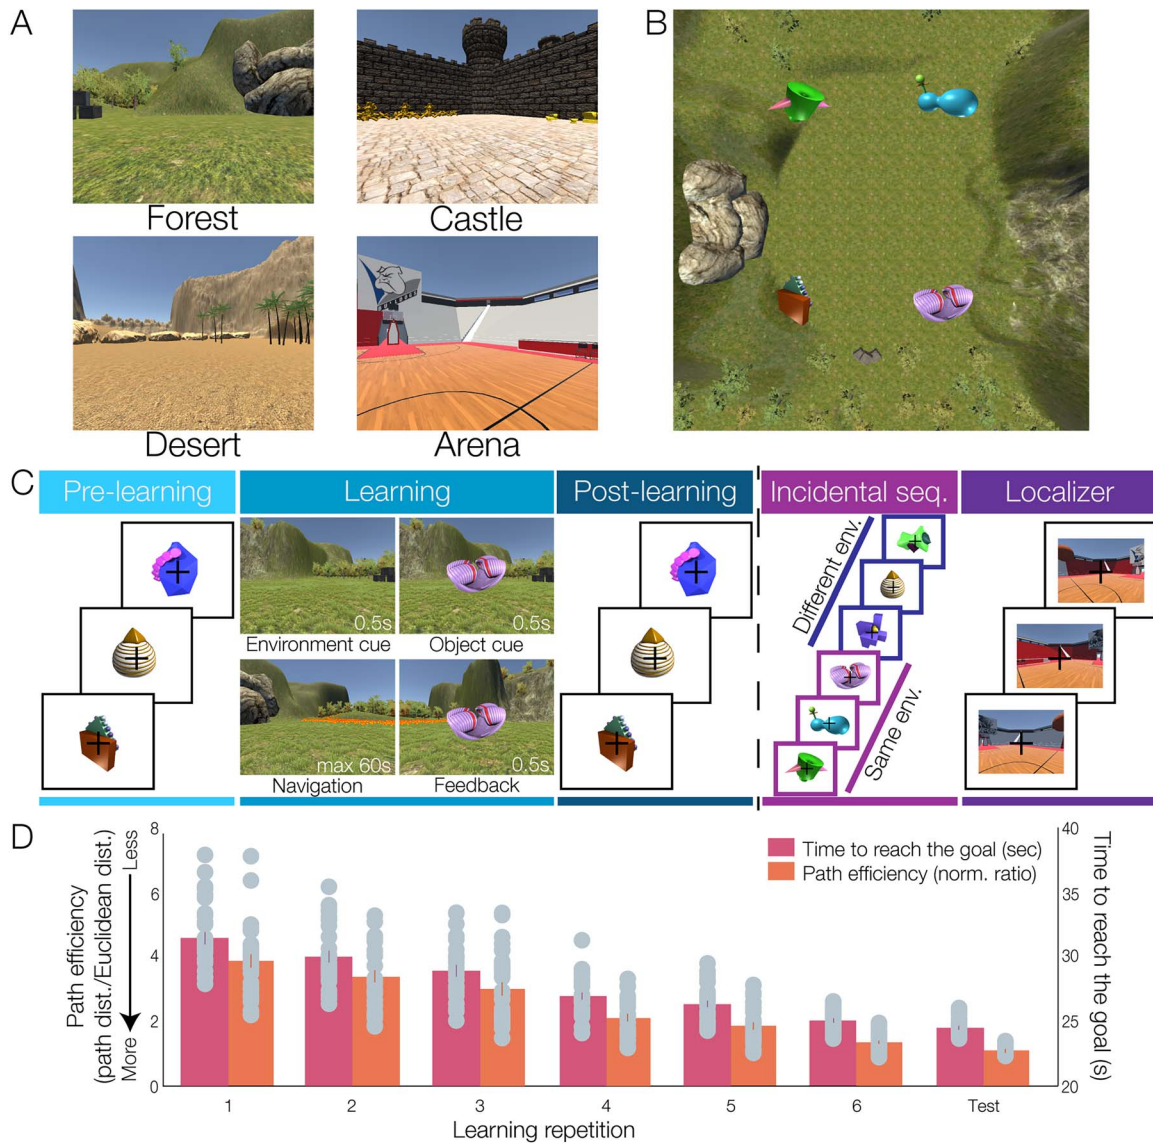 A
B
Forest
Castle
Desert
Arena
C
Pre-learning
Learning
Post-learning
Incidental seq.
Localizer
0.5s
0.5s
Environment cue
Object cue
max 60s
0.5s
Navigation
Feedback
Different env.
Same env.
D
Path efficiency
(path dist./Euclidean dist.)
More
Less
8
6
4
2
0
Time to reach the goal (sec)
Path efficiency (norm. ratio)
40
35
30
25
20
Time to reach the goal (s)
1
2
3
4
5
6
Test
Learning repetition